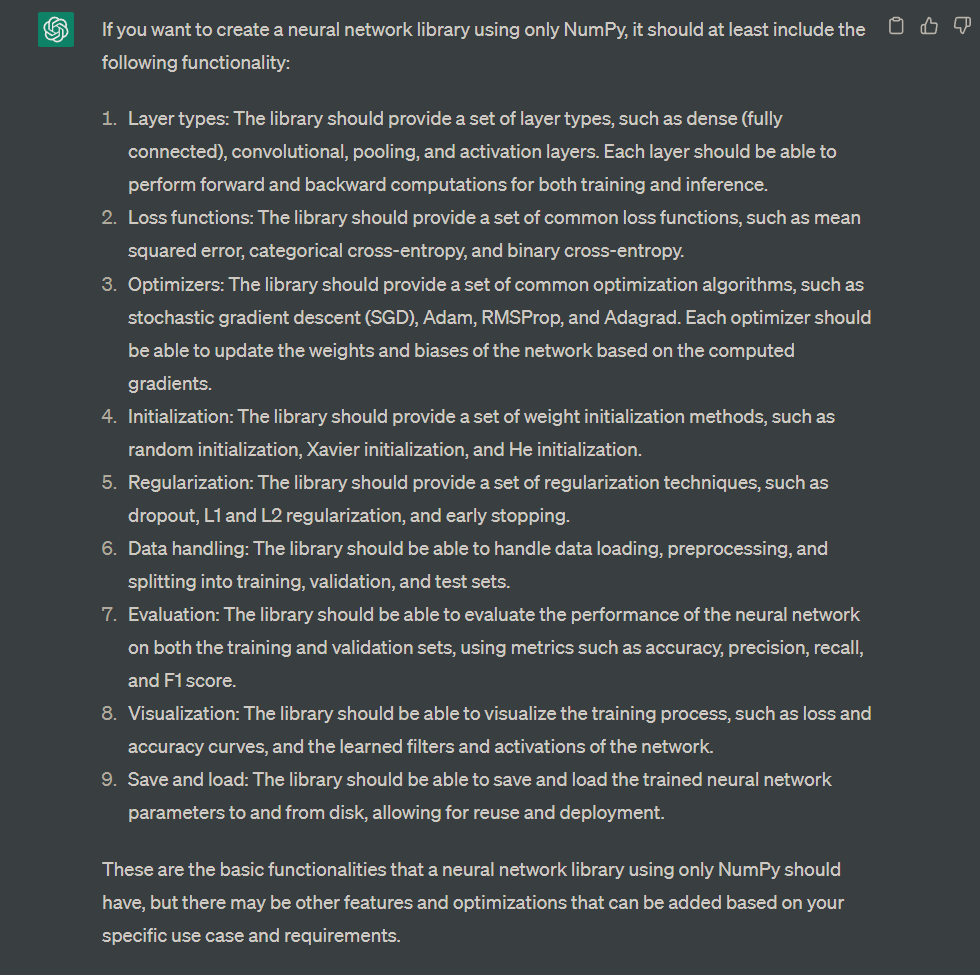 If you want to create a neural network library using only NumPy, it should at least include the
following functionality:
1. Layer types: The library should provide a set of layer types, such as dense (fully
connected), convolutional, pooling, and activation layers. Each layer should be able to
perform forward and backward computations for both training and inference.
2. Loss functions: The library should provide a set of common loss functions, such as mean
squared error, categorical cross-entropy, and binary cross-entropy.
3. Optimizers: The library should provide a set of common optimization algorithms, such as
stochastic gradient descent (SGD), Adam, RMSProp, and Adagrad. Each optimizer should
be able to update the weights and biases of the network based on the computed
gradients.
4. Initialization: The library should provide a set of weight initialization methods, such as
random initialization, Xavier initialization, and He initialization.
5. Regularization: The library should provide a set of regularization techniques, such as
dropout, L1 and L2 regularization, and early stopping.
6. Data handling: The library should be able to handle data loading, preprocessing, and
splitting into training, validation, and test sets.
7. Evaluation: The library should be able to evaluate the performance of the neural network
on both the training and validation sets, using metrics such as accuracy, precision, recall,
and F1 score.
8. Visualization: The library should be able to visualize the training process, such as loss and
accuracy curves, and the learned filters and activations of the network.
9. Save and load: The library should be able to save and load the trained neural network
parameters to and from disk, allowing for reuse and deployment.
These are the basic functionalities that a neural network library using only NumPy should
have, but there may be other features and optimizations that can be added based on your
specific use case and requirements.